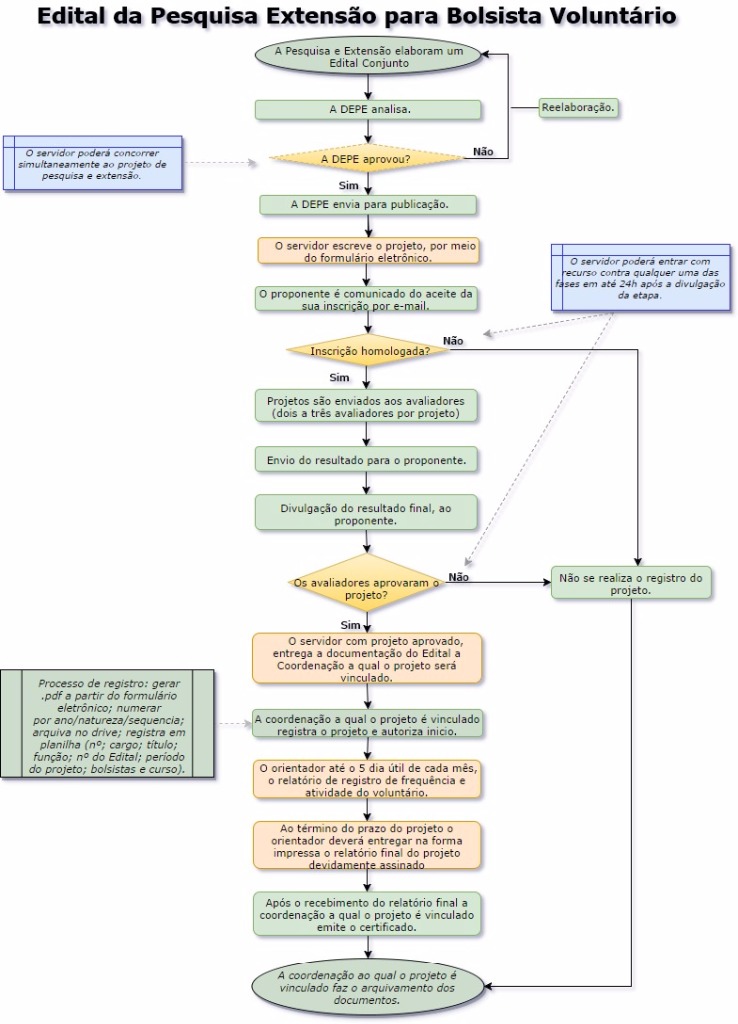 Edital da Pesquisa Extensão para Bolsista Voluntário
A Pesquisa e Extensão elaboram um
Edital Conjunto
A DEPE analisa.
Reelaboração.
O servidor poderá concorrer
simultaneamente ao projeto de
pesquisa e extensão.
A DEPE aprovou?
Não
Sim
A DEPE envia para publicação.
O servidor escreve o projeto, por meio
do formulário eletrônico.
O servidor poderá entrar com
recurso contra qualquer uma das
fases em até 24h após a divulgação
da etapa.
O proponente é comunicado do aceite da
sua inscrição por e-mail.
Inscrição homologada?
Não
Sim
Projetos são enviados aos avaliadores
(dois a três avaliadores por projeto)
Envio do resultado para o proponente.
Divulgação do resultado final, ao
proponente.
Os avaliadores aprovaram o
projeto?
Não
Não se realiza o registro do
projeto.
Sim
O servidor com projeto aprovado,
entrega a documentação do Edital a
Coordenação a qual o projeto será
vinculado.
Processo de registro: gerar
.pdf a partir do formulário
eletrônico; numerar
por ano/natureza/sequencia;
arquiva no drive; registra em
planilha (nº; cargo; título;
função; nº do Edital; período
do projeto; bolsistas e curso).
A coordenação a qual o projeto é vinculado
registra o projeto e autoriza inicio.
O orientador até o 5 dia útil de cada mês,
o relatório de registro de frequência e
atividade do voluntário.
Ao término do prazo do projeto o
orientador deverá entregar na forma
impressa o relatório final do projeto
devidamente assinado
Após o recebimento do relatório final a
coordenação a qual o projeto é vinculado
emite o certificado.
A coordenação ao qual o projeto é
vinculado faz o arquivamento dos
documentos.